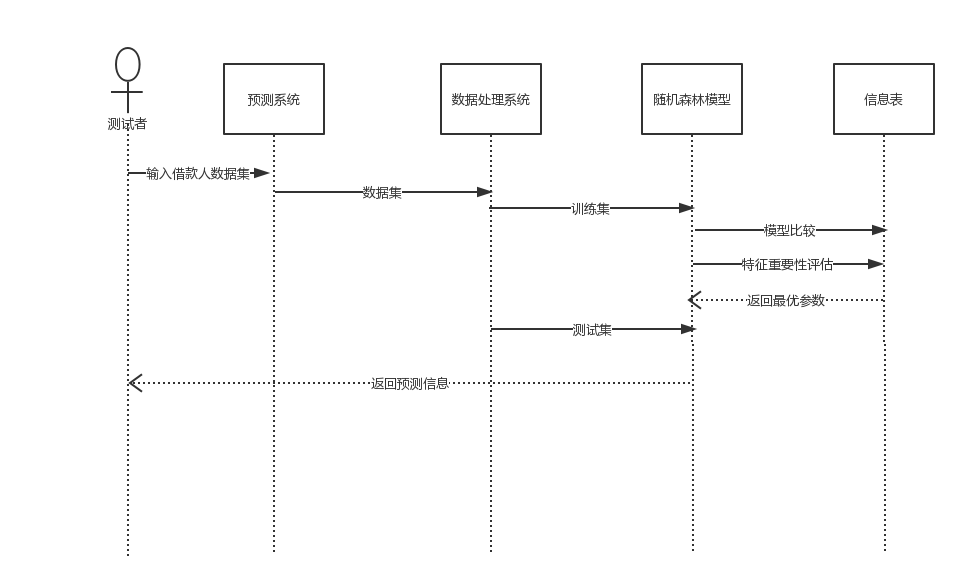 预测系统
数据处理系统
随机森林模型
信息表
测试者
输入借款人数据集
数据集
训练集
模型比较
特征重要性评估
返回最优参数
测试集
返回预测信息